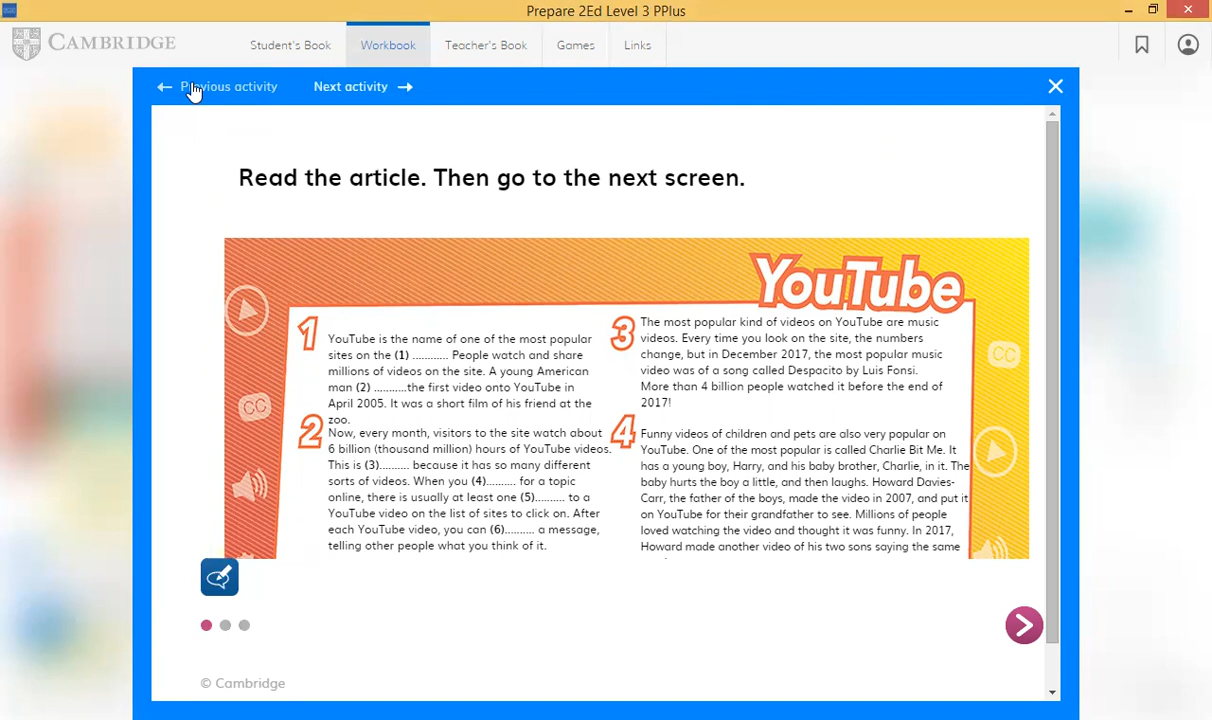 Prepare 2Ed Level 3 PPlus
CAMBRIDGE
Student's Book
Workbook
Teacher's Book
Games
Links
Previous activity
Next activity
Read the article. Then go to the next screen.
YouTube
1
YouTube is the name of one of the most popular
sites on the (1) ............ People watch and share
millions of videos on the site. A young American
man (2) ...........the first video onto YouTube in
April 2005. It was a short film of his friend at the
zoo.
2
Now, every month, visitors to the site watch about
6 billion (thousand million) hours of YouTube videos.
This is (3).......... because it has so many different
sorts of videos. When you (4).......... for a topic
online, there is usually at least one (5).......... to a
YouTube video on the list of sites to click on. After
each YouTube video, you can (6).......... a message,
telling other people what you think of it.
3
The most popular kind of videos on YouTube are music
videos. Every time you look on the site, the numbers
change, but in December 2017, the most popular music
video was of a song called Despacito by Luis Fonsi.
More than 4 billion people watched it before the end of
2017!
4
Funny videos of children and pets are also very popular on
YouTube. One of the most popular is called Charlie Bit Me. It
has a young boy, Harry, and his baby brother, Charlie, in it. The
baby hurts the boy a little, and then laughs. Howard Davies-
Carr, the father of the boys, made the video in 2007, and put it
on YouTube for their grandfather to see. Millions of people
loved watching the video and thought it was funny. In 2017,
Howard made another video of his two sons saying the same
CC
CC
© Cambridge